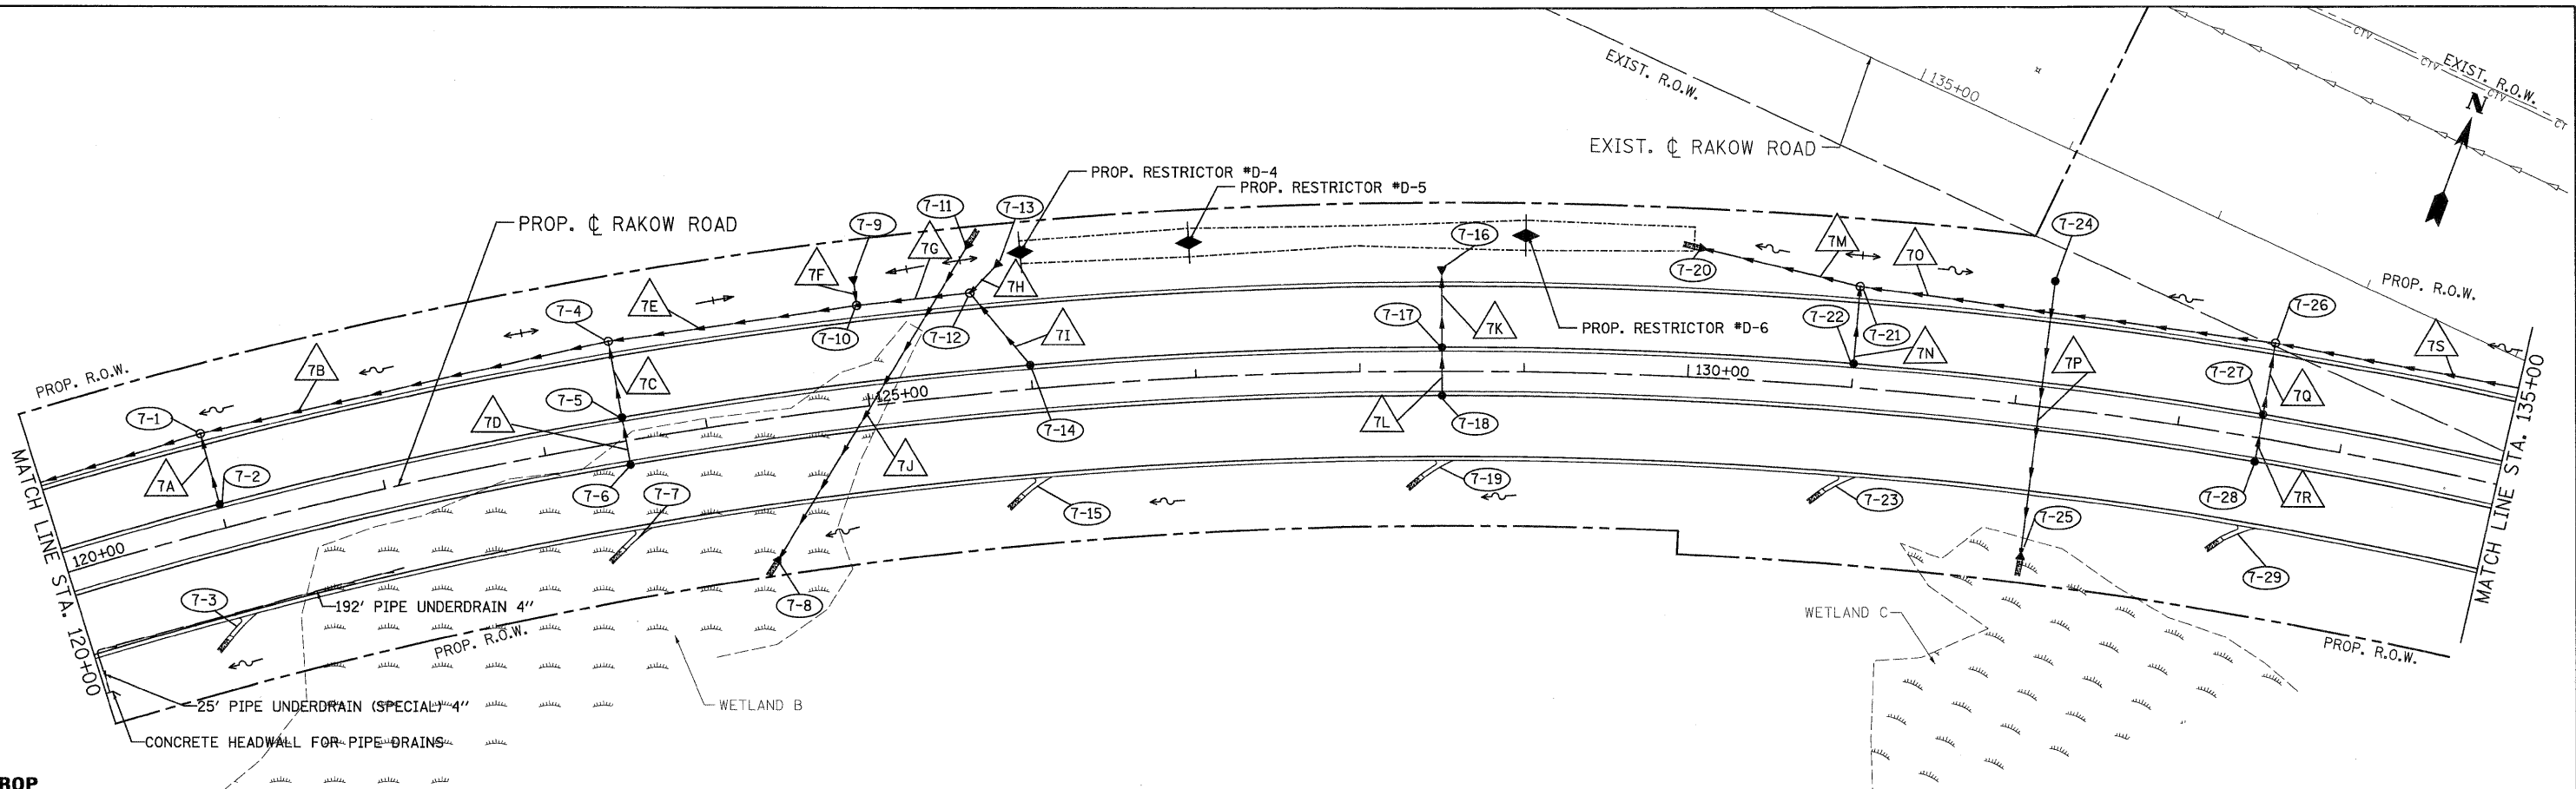 EXIST. R.O.W.
135+00
CTV
EXIST. R.O.W.
CTV
CTV
CT
N
EXIST. ℄ RAKOW ROAD
PROP. RESTRICTOR #D-4
PROP. RESTRICTOR #D-5
PROP. ℄ RAKOW ROAD
7-9
7-11
7-13
7G
7F
7H
7-16
7-20
7M
7O
7-24
PROP. R.O.W.
7E
7-4
7-10
7-12
7I
7-17
7K
PROP. RESTRICTOR #D-6
7-22
7-21
7N
7-26
7S
PROP. R.O.W.
7B
7C
7-1
7-5
7D
125+00
130+00
7P
7-27
7Q
7-14
7L
7-18
7A
7-2
7-6
7-7
7J
7-15
7-19
7-23
7-28
7R
7-25
MATCH LINE STA. 120+00
120+00
7-3
192' PIPE UNDERDRAIN 4"
7-8
7-29
MATCH LINE STA. 135+00
PROP. R.O.W.
WETLAND C
PROP. R.O.W.
25' PIPE UNDERDRAIN (SPECIAL) 4"
WETLAND B
CONCRETE HEADWALL FOR PIPE DRAINS
ROP